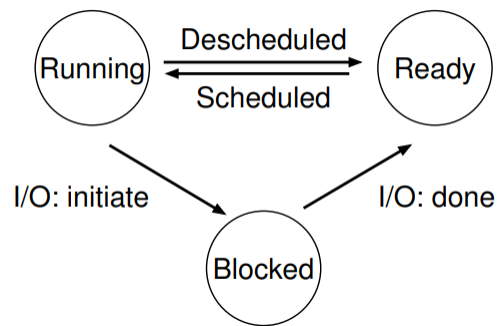 Descheduled
Running
Ready
Scheduled
I/O: initiate
I/O: done
Blocked